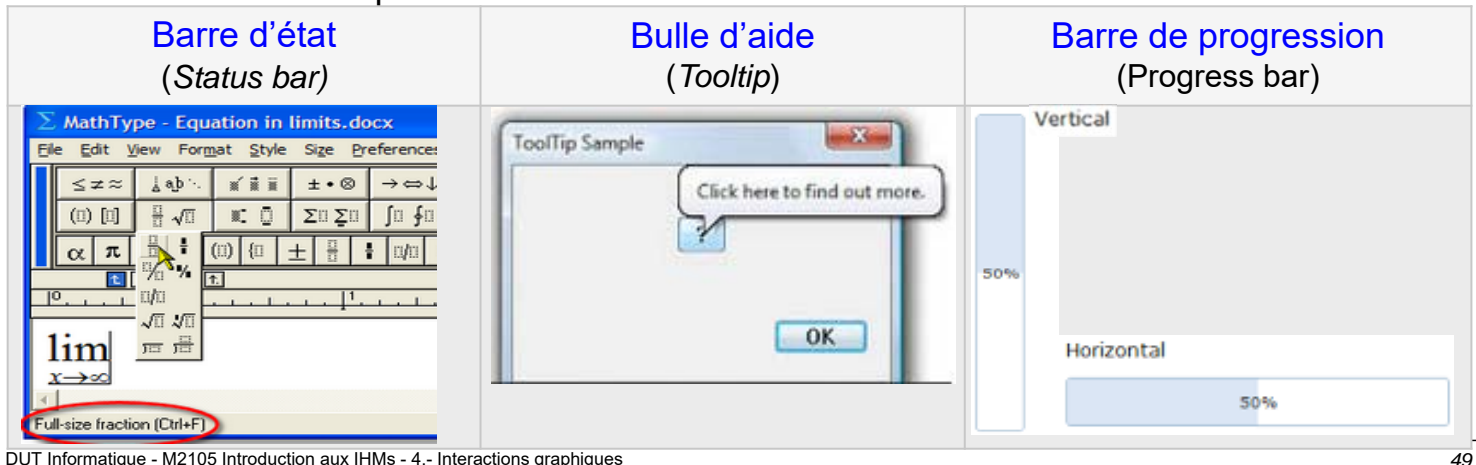 Barre d'état
(Status bar)
Bulle d'aide
(Tooltip)
Barre de progression
(Progress bar)
MathType - Equation in limits.docx
File Edit View Format Style Size Preferences
lim
x→∞
Full-size fraction (Ctrl+F)
ToolTip Sample
Click here to find out more.
?
OK
Vertical
50%
Horizontal
50%
DUT Informatique - M2105 Introduction aux IHMs - 4.- Interactions graphiques
49